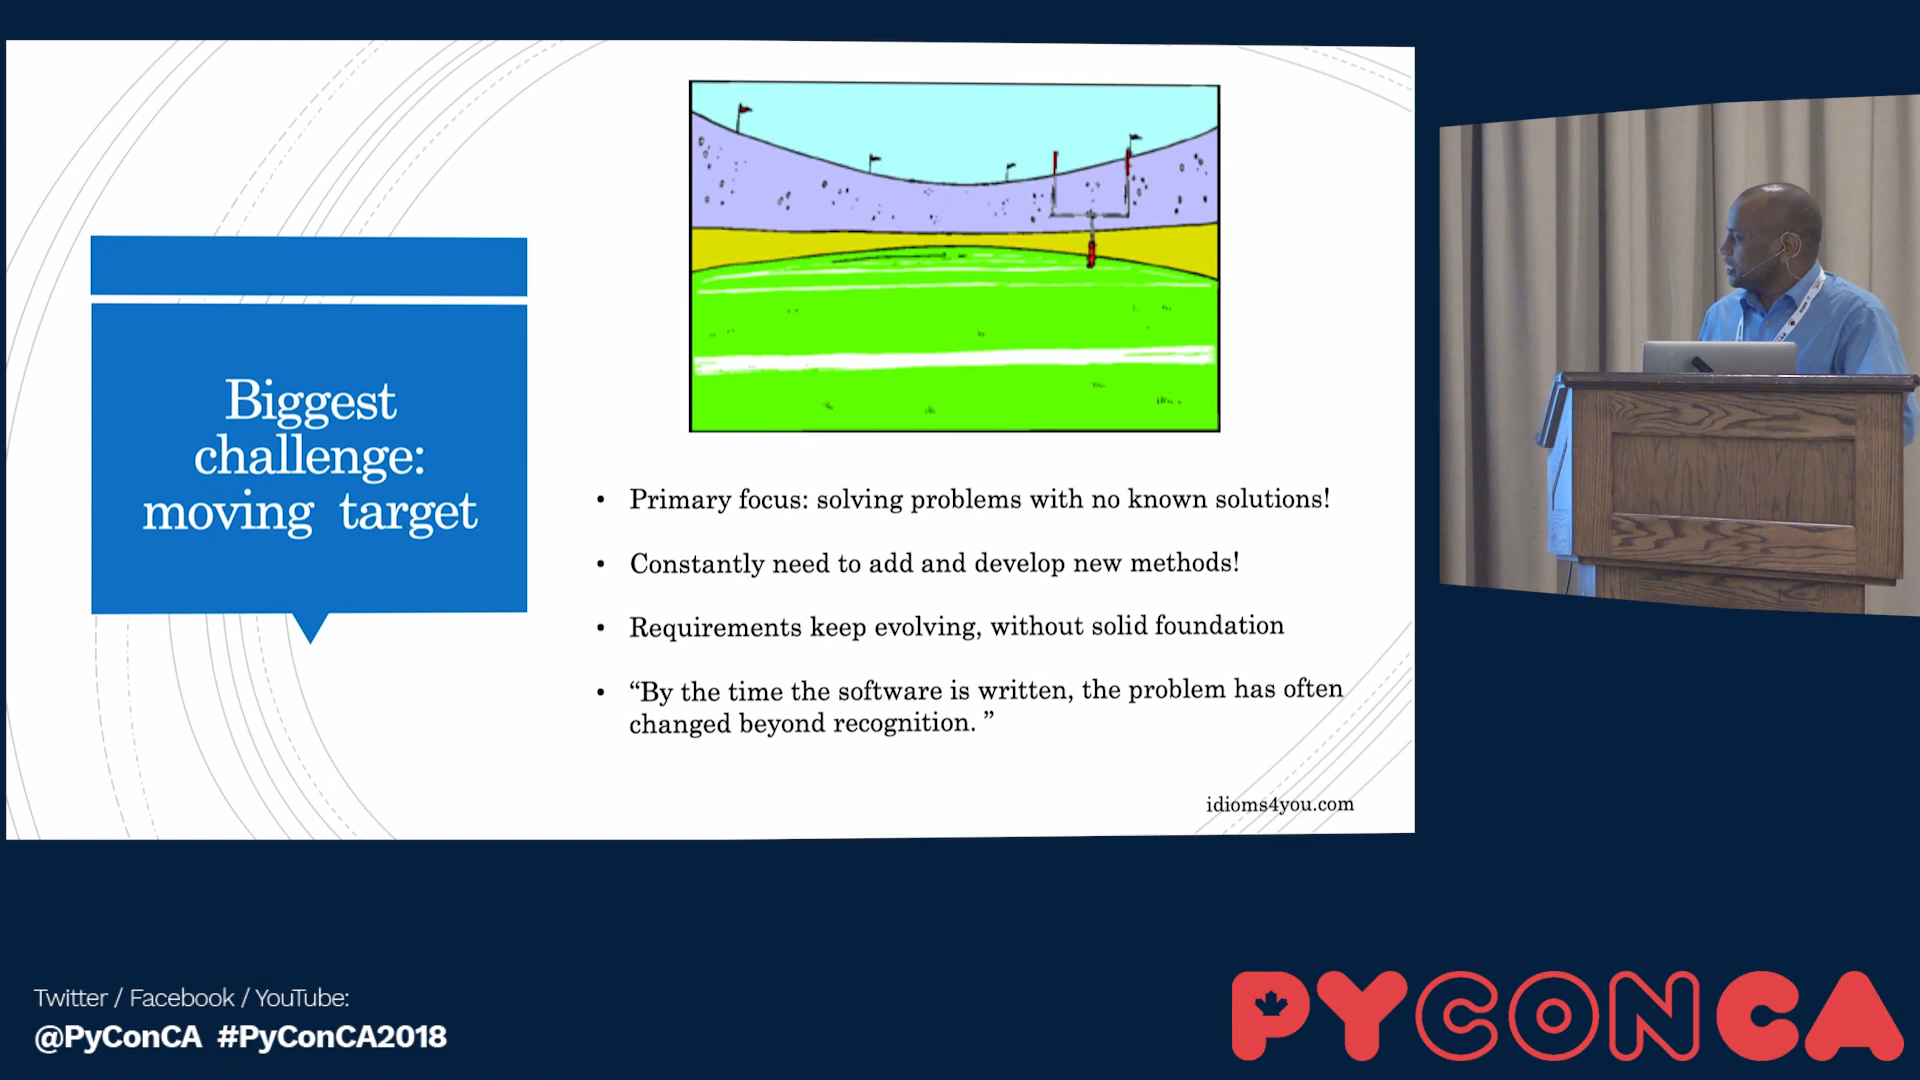 Biggest
challenge:
moving target
• Primary focus: solving problems with no known solutions!
• Constantly need to add and develop new methods!
• Requirements keep evolving, without solid foundation
• “By the time the software is written, the problem has often
changed beyond recognition. ”
idioms4you.com
Twitter / Facebook / YouTube:
@PyConCA #PyConCA2018
PYCONCA